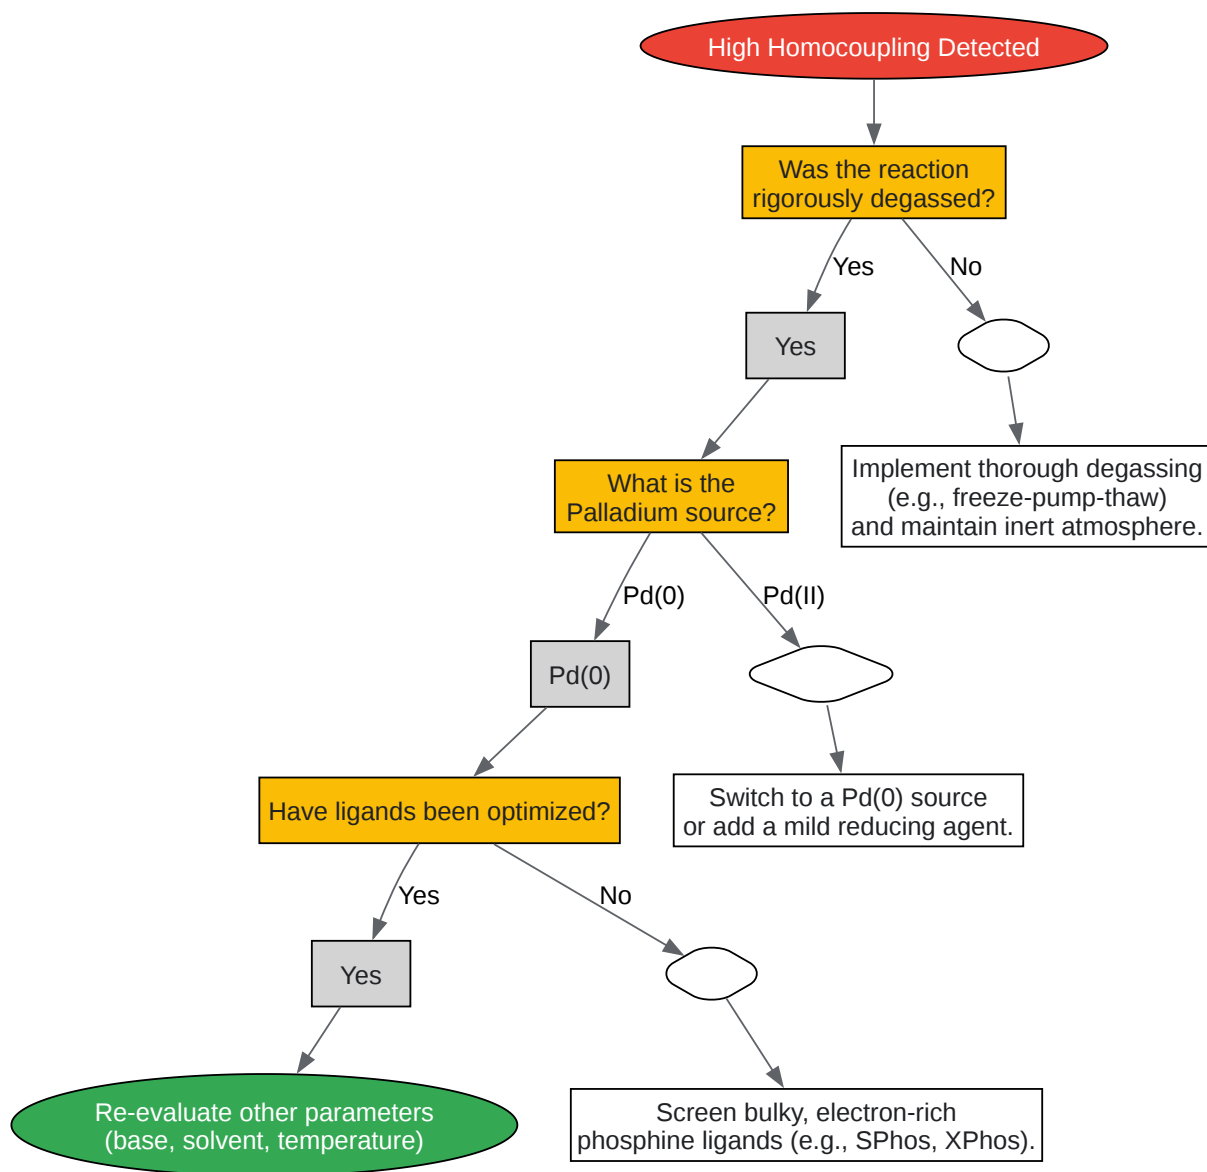 High Homocoupling Detected
Was the reaction
rigorously degassed?
Yes
No
Yes
Implement thorough degassing
(e.g., freeze-pump-thaw)
and maintain inert atmosphere.
What is the
Palladium source?
Pd(0)
Pd(II)
Pd(0)
Switch to a Pd(0) source
or add a mild reducing agent.
Have ligands been optimized?
Yes
No
Yes
Re-evaluate other parameters
(base, solvent, temperature)
Screen bulky, electron-rich
phosphine ligands (e.g., SPhos, XPhos).